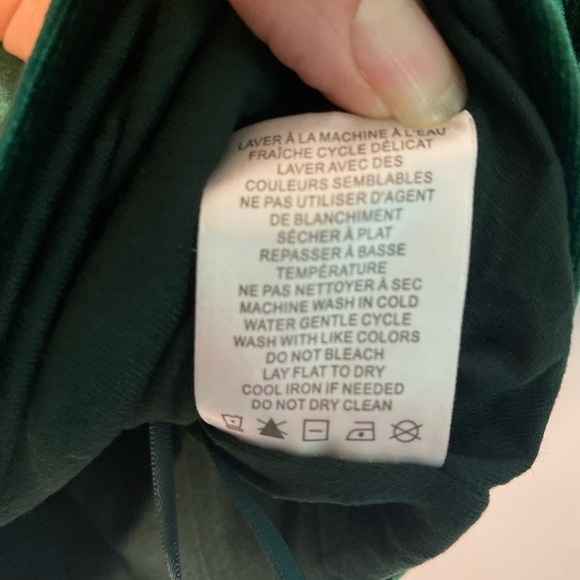 LAVER À LA MACHINE À L'EAU
FRAÎCHE CYCLE DÉLICAT
LAVER AVEC DES
COULEURS SEMBLABLES
NE PAS UTILISER D'AGENT
DE BLANCHIMENT
SÉCHER À PLAT
REPASSER À BASSE
TEMPÉRATURE
NE PAS NETTOYER À SEC
MACHINE WASH IN COLD
WATER GENTLE CYCLE
WASH WITH LIKE COLORS
DO NOT BLEACH
LAY FLAT TO DRY
COOL IRON IF NEEDED
DO NOT DRY CLEAN